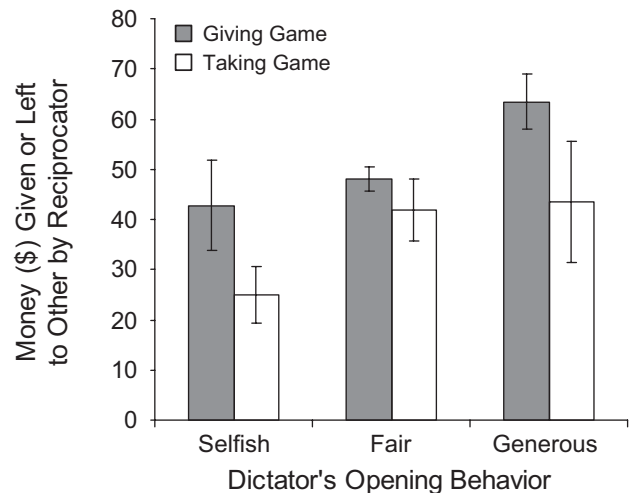 80
70
60
50
40
30
20
10
0
Giving Game
Taking Game
Money ($) Given or Left
to Other by Reciprocator
Selfish
Fair
Generous
Dictator's Opening Behavior